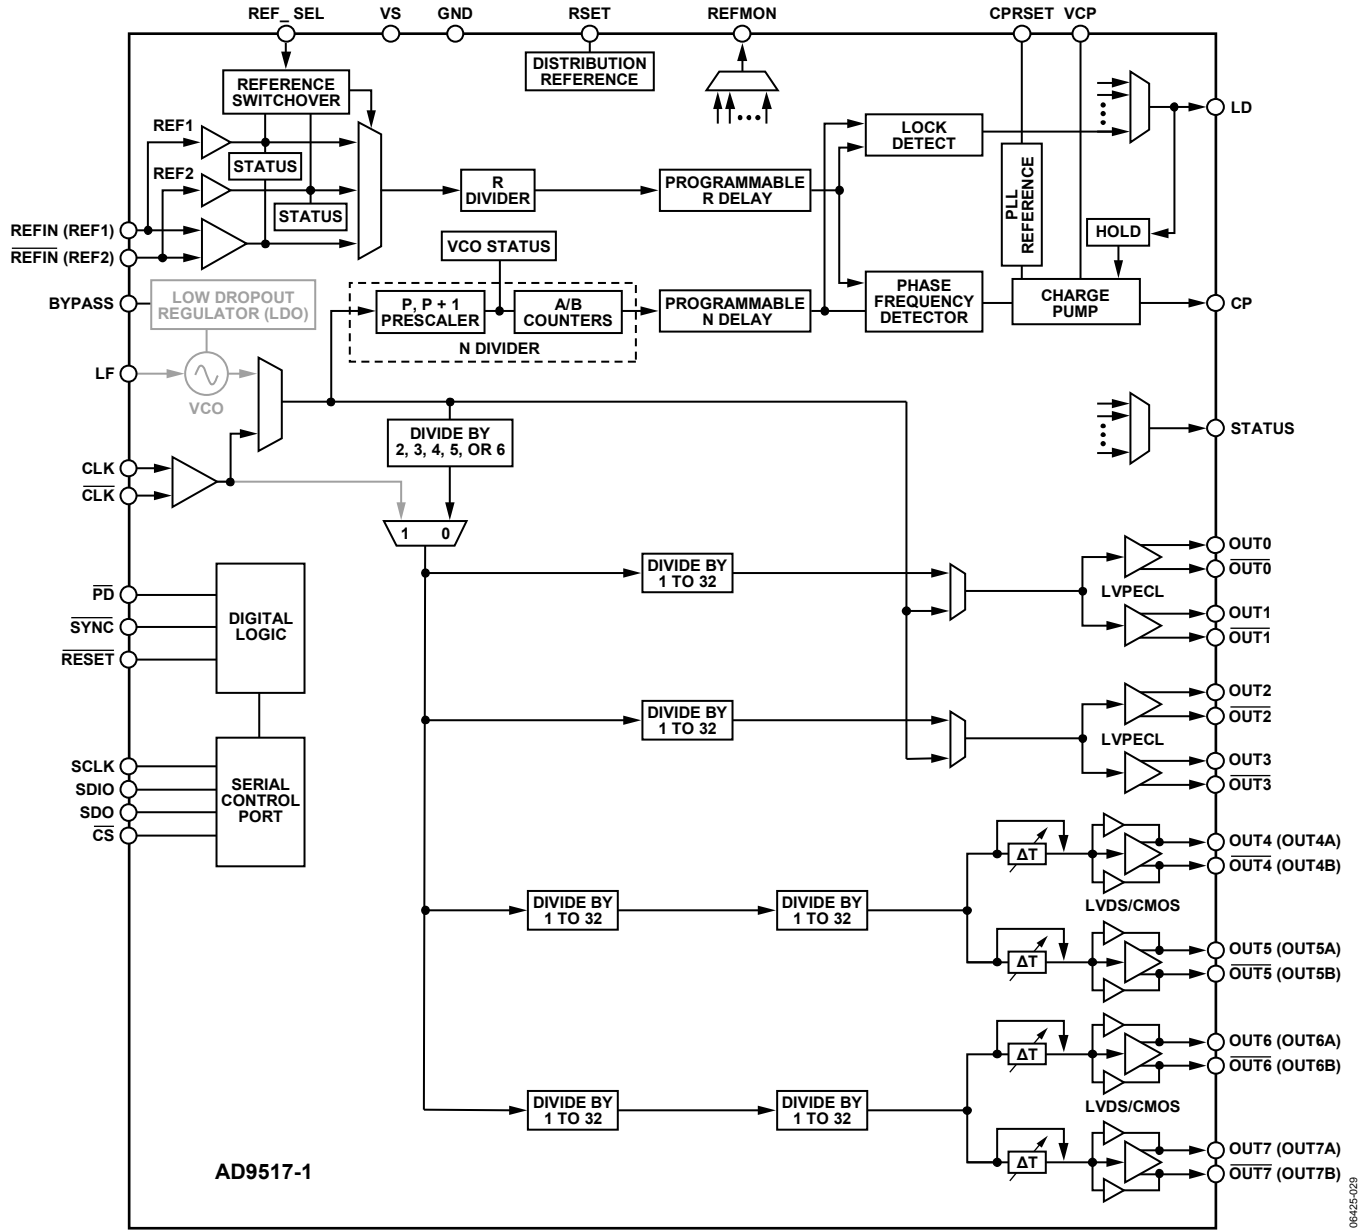 REF_SEL
VS
GND
RSET
REFMON
CPRSET
VCP
DISTRIBUTION
REFERENCE
REFERENCE
SWITCHOVER
REF1
STATUS
REF2
STATUS
R
DIVIDER
PROGRAMMABLE
R DELAY
LOCK
DETECT
PLL
REFERENCE
HOLD
LD
REFIN (REF1)
REFIN (REF2)
BYPASS
LOW DROPOUT
REGULATOR (LDO)
VCO STATUS
P, P + 1
PRESCALER
A/B
COUNTERS
N DIVIDER
PROGRAMMABLE
N DELAY
PHASE
FREQUENCY
DETECTOR
CHARGE
PUMP
CP
LF
VCO
DIVIDE BY
2, 3, 4, 5, OR 6
STATUS
CLK
CLK
1
0
PD
SYNC
RESET
DIGITAL
LOGIC
DIVIDE BY
1 TO 32
LVPECL
OUT0
OUT0
OUT1
OUT1
DIVIDE BY
1 TO 32
LVPECL
OUT2
OUT2
OUT3
OUT3
SCLK
SDIO
SDO
CS
SERIAL
CONTROL
PORT
DIVIDE BY
1 TO 32
DIVIDE BY
1 TO 32
ΔT
ΔT
LVDS/CMOS
OUT4 (OUT4A)
OUT4 (OUT4B)
OUT5 (OUT5A)
OUT5 (OUT5B)
DIVIDE BY
1 TO 32
DIVIDE BY
1 TO 32
ΔT
ΔT
LVDS/CMOS
OUT6 (OUT6A)
OUT6 (OUT6B)
OUT7 (OUT7A)
OUT7 (OUT7B)
AD9517-1
06425-029